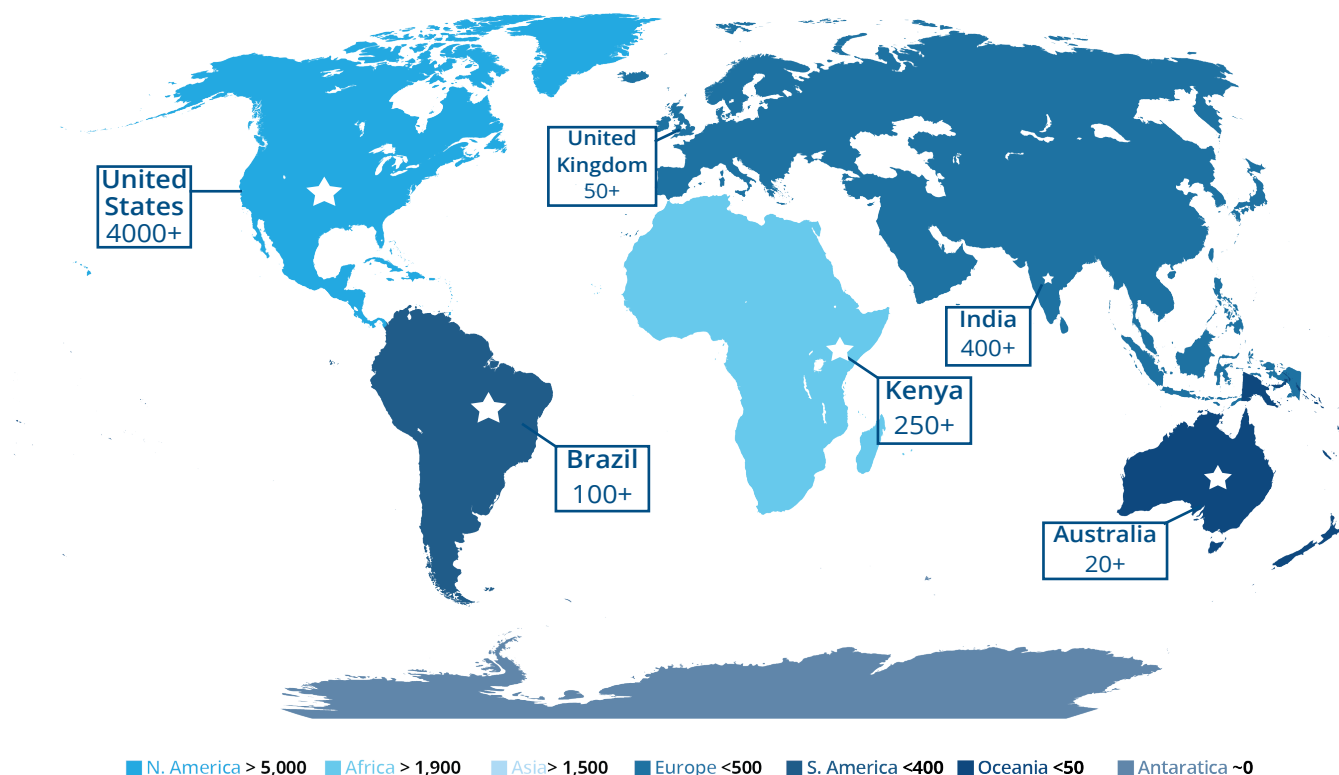 United
Kingdom
50+
United
States
4000+
India
400+
Kenya
250+
Brazil
100+
Australia
20+
N. America > 5,000 Africa > 1,900 Asia> 1,500 Europe <500 S. America <400 Oceania <50 Antaratica ~0